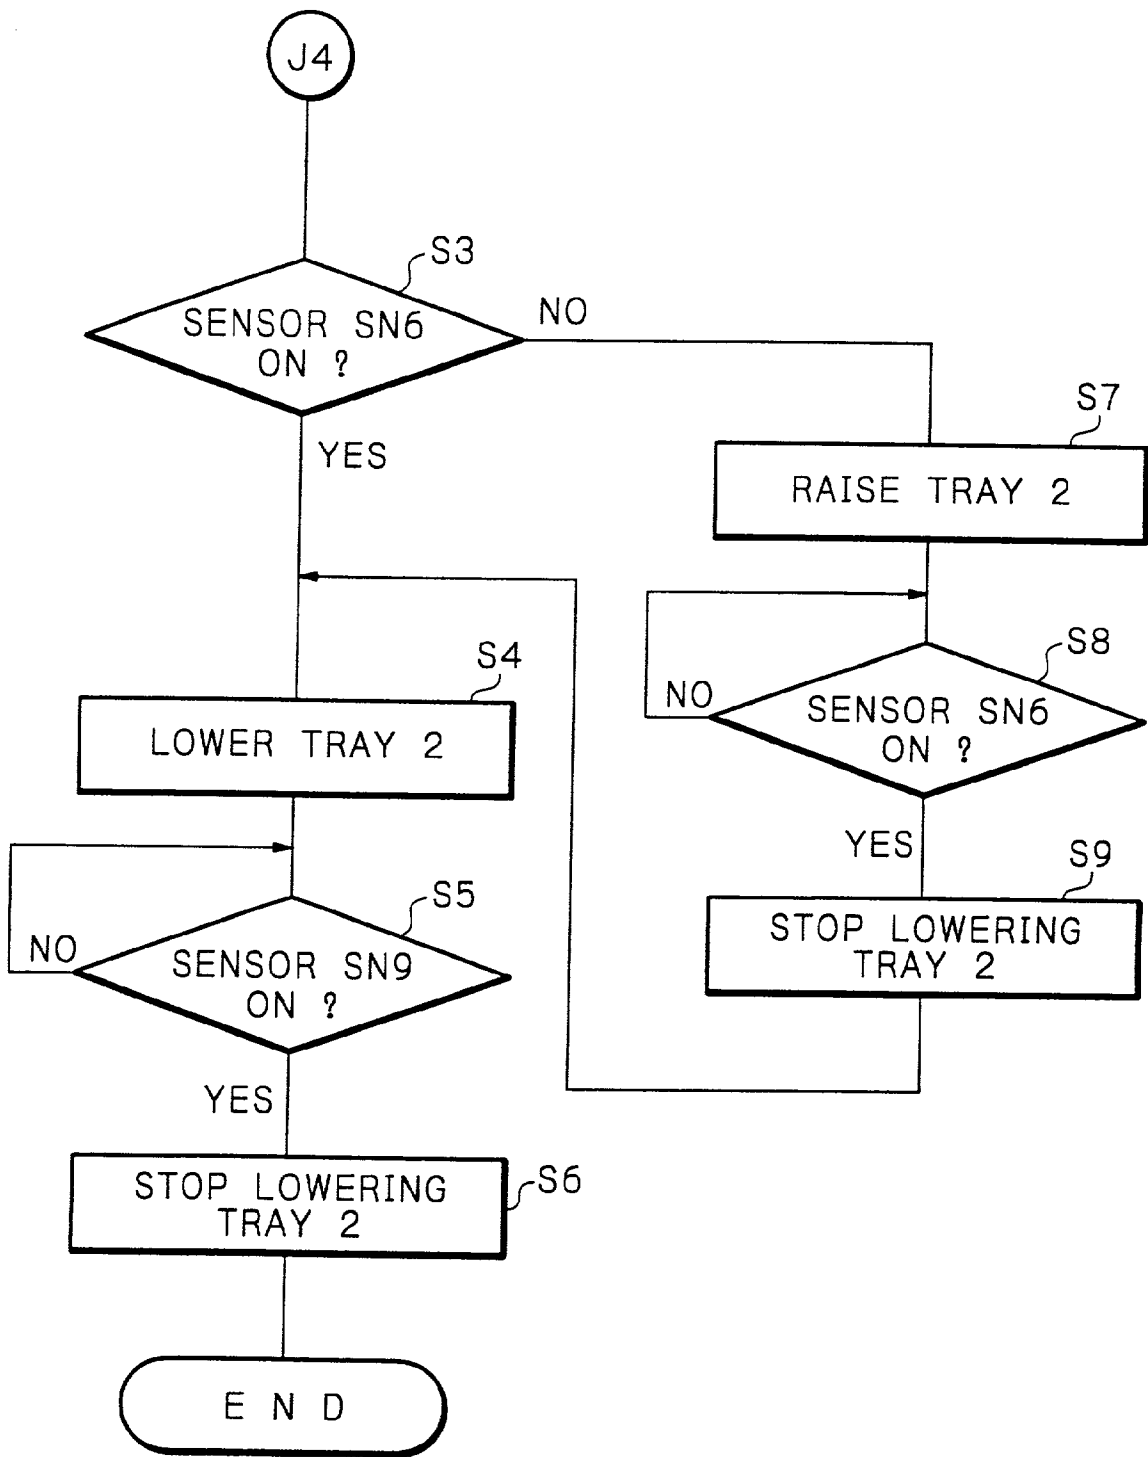 J4
S3
SENSOR SN6
ON ?
NO
YES
S7
RAISE TRAY 2
S8
SENSOR SN6
ON ?
NO
YES
S9
STOP LOWERING
TRAY 2
S4
LOWER TRAY 2
S5
SENSOR SN9
ON ?
NO
YES
STOP LOWERING
TRAY 2
S6
END